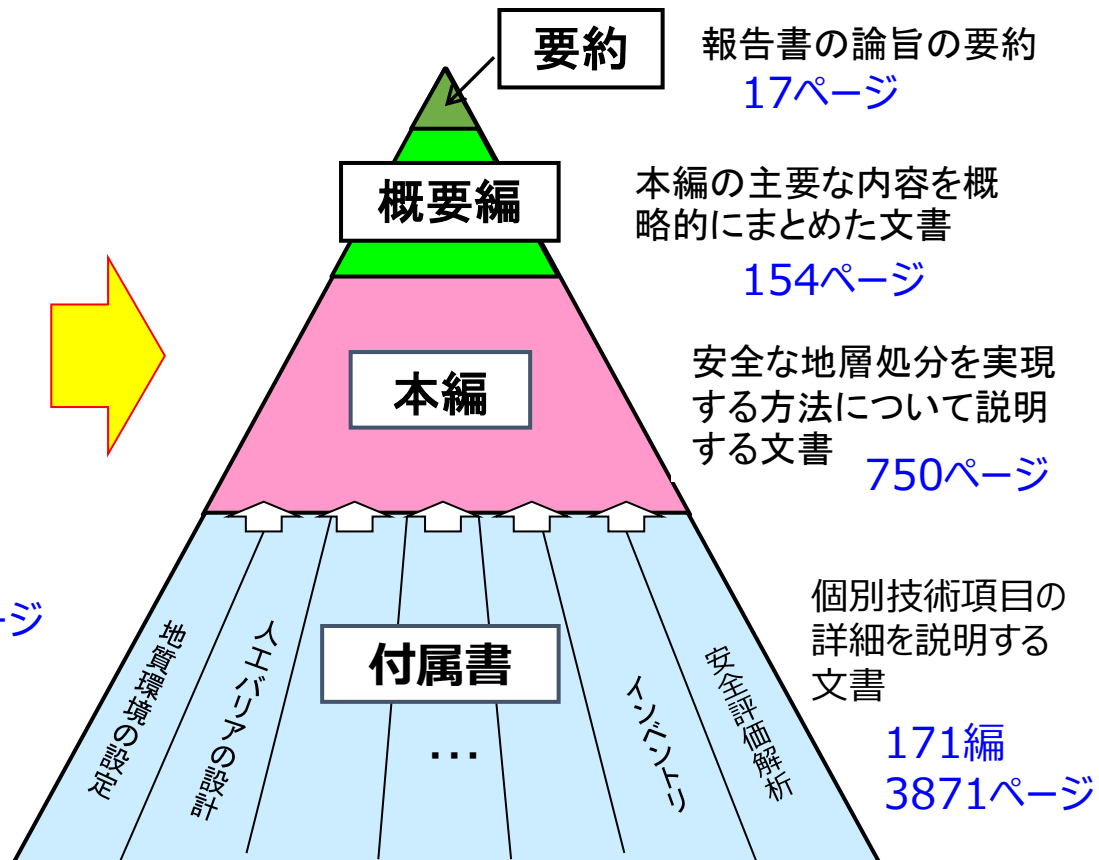 要約
報告書の論旨の要約
17ページ
概要編
本編の主要な内容を概
略的にまとめた文書
154ページ
本編
安全な地層処分を実現
する方法について説明
する文書
750ページ
ージ
付属書
地質環境の設定
人工バリアの設計
…
インベントリ
安全評価解析
個別技術項目の
詳細を説明する
文書
171編
3871ページ